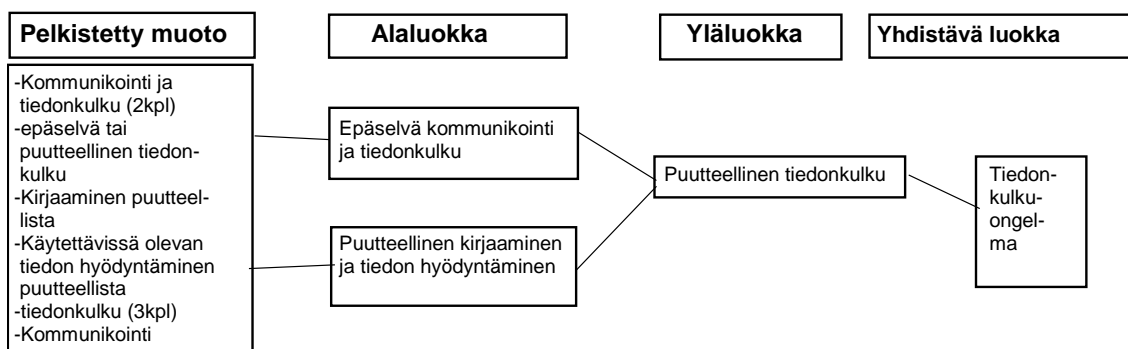 Pelkistetty muoto
Alaluokka
Yläluokka
Yhdistävä luokka
-Kommunikointi ja
tiedonkulku (2kpl)
-epäselvä tai
puutteellinen tiedon-
kulku
-Kirjaaminen puutteel-
lista
-Käytettävissä olevan
tiedon hyödyntäminen
puutteellista
-tiedonkulku (3kpl)
-Kommunikointi
Epäselvä kommunikointi
ja tiedonkulku
Puutteellinen kirjaaminen
ja tiedon hyödyntäminen
Puutteellinen tiedonkulku
Tiedon-
kulku-
ongel-
ma